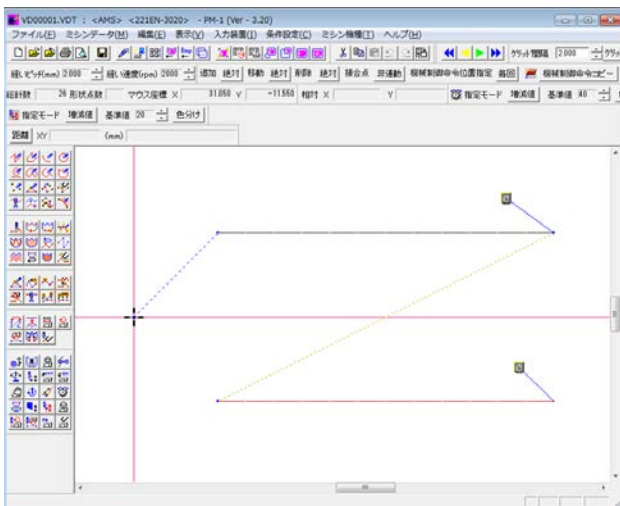 VD00001.VDT : <AMS> <221EN-3020> - PM-1 (Ver - 3.20)
ファイル(F) ミシンデータ(M) 編集(E) 表示(V) 入力装置(I) 条件設定(C) ミシン機種(T) ヘルプ(H)
グリット間隔 2.000
縫いピッチ(mm) 2.000 縫い速度(rpm) 2000 追加 絶対 移動 絶対 削除 絶対 接合点 非連動 機械制御命令位置指定 毎回 機械制御命令コピー
総針数 26 形状点数 マウス座標 X 31.050 Y -11.550 相対 X Y 指定モード 増減値 基準値 40
指定モード 増減値 基準値 20 色分け
距離 XY (mm)